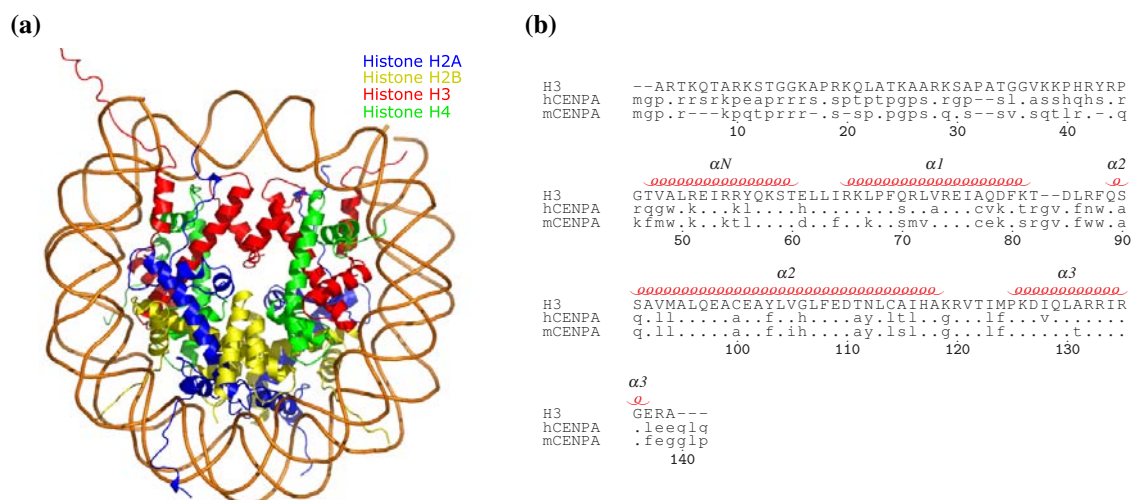 (a)
Histone H2A
Histone H2B
Histone H3
Histone H4
(b)
H3 --ARTKQTARKSTGGKAPRKQLATKAARKSAPATGGVKKPHRYRP
hCENPA mgp.rrsrkpeaprrrs.sptptpgps.rgp--sl.asshqhs.r
mCENPA mgp.r---kpqtprrrr-.s-sp.pgps.q.s--sv.sqtlr.-.q
10 20 30 40
αN α1 α2
H3 GTVALREIRRYQKSTELLIRKLPFQRLVREIAQDFKT--DLRFQS
hCENPA rqgw.k....kl....h......k....s..a...cvk.trgv.fnw.a
mCENPA kfmw.k..k.ktl....d..f...k....smv....cek.srgv.fww.a
50 60 70 80 90
α2 α3
H3 SAVMALQEACEAYLVGLFEDTNLCAIHAKRVTIMPKDIQLARRIR
hCENPA q.ll.....a..f..h....ay.ltl..g...lf...v.......
mCENPA q.ll.....a..f.ih....ay.lsl..g...lf......t....
100 110 120 130
α3
H3 GERA---
hCENPA .leeglg
mCENPA .fegglp
140